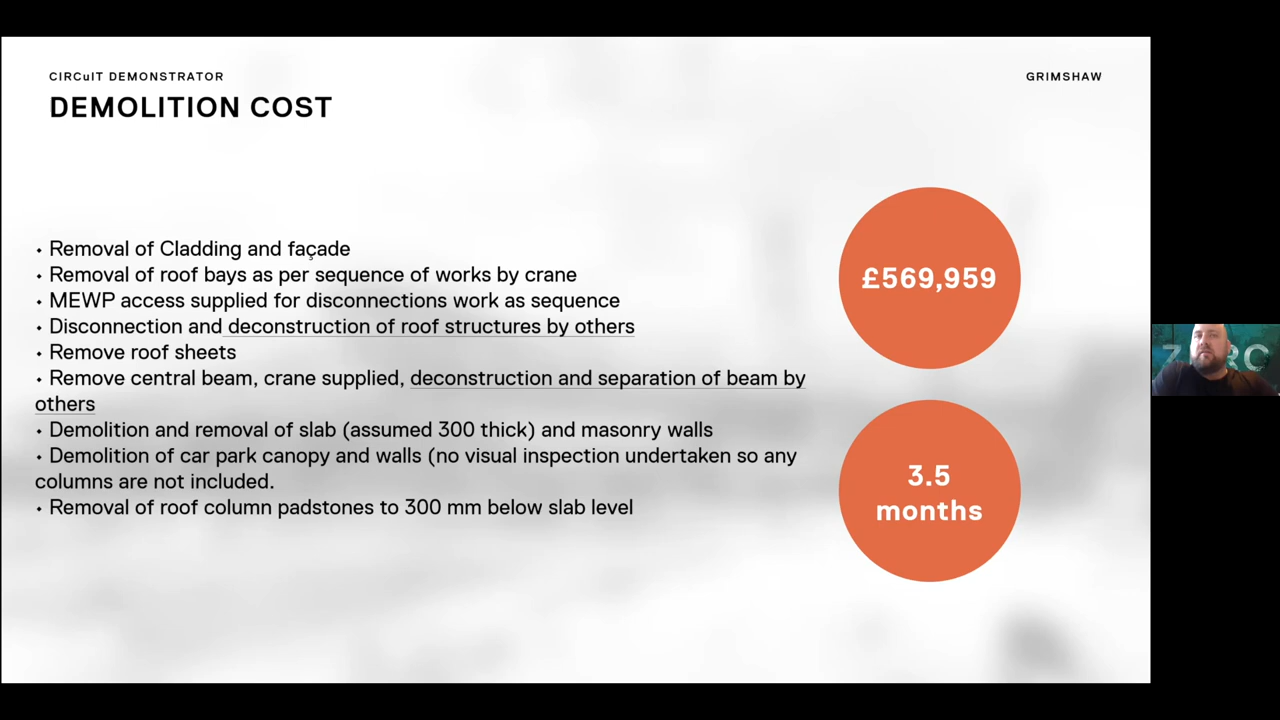 CIRCuIT DEMONSTRATOR
GRIMSHAW
DEMOLITION COST
• Removal of Cladding and façade
• Removal of roof bays as per sequence of works by crane
• MEWP access supplied for disconnections work as sequence
• Disconnection and deconstruction of roof structures by others
• Remove roof sheets
• Remove central beam, crane supplied, deconstruction and separation of beam by
others
• Demolition and removal of slab (assumed 300 thick) and masonry walls
• Demolition of car park canopy and walls (no visual inspection undertaken so any
columns are not included.
• Removal of roof column padstones to 300 mm below slab level
£569,959
3.5
months